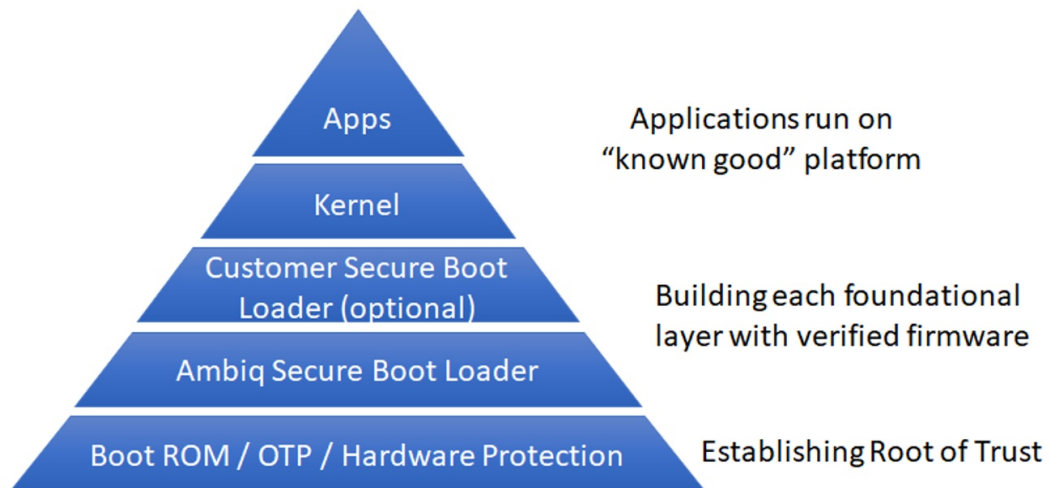 Apps
Applications run on
“known good” platform
Kernel
Customer Secure Boot
Loader (optional)
Building each foundational
layer with verified firmware
Ambiq Secure Boot Loader
Boot ROM / OTP / Hardware Protection
Establishing Root of Trust